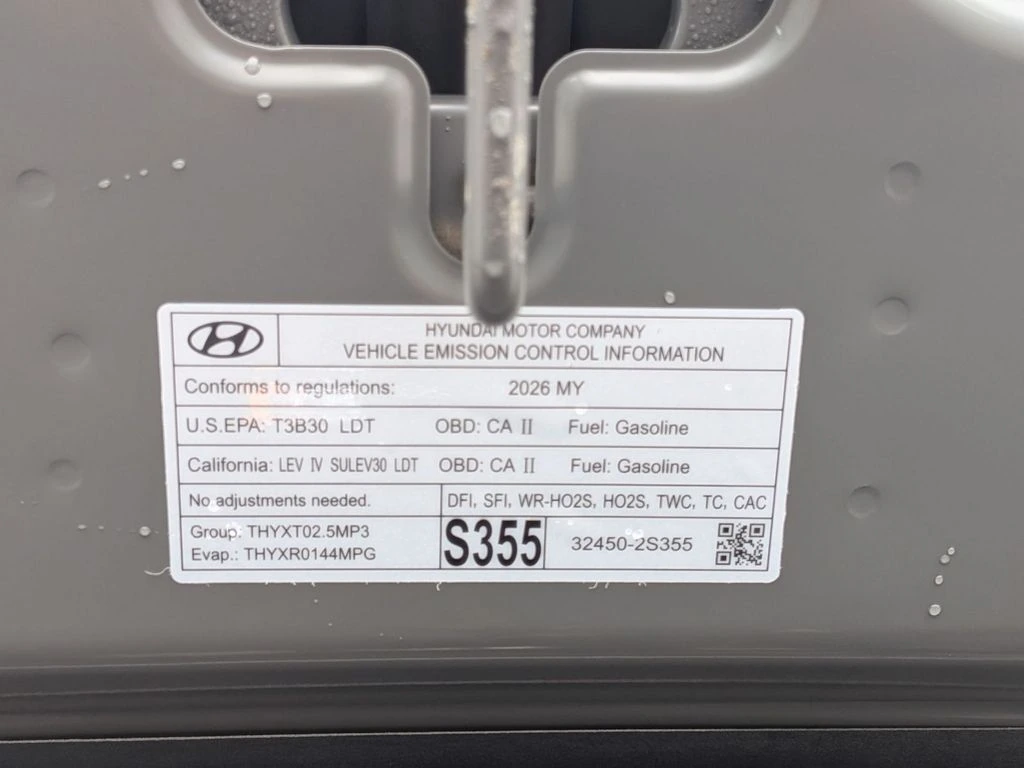 HYUNDAI MOTOR COMPANY
VEHICLE EMISSION CONTROL INFORMATION
Conforms to regulations: 2026 MY
U.S.EPA: T3B30 LDT OBD: CA II Fuel: Gasoline
California: LEV IV SULEV30 LDT OBD: CA II Fuel: Gasoline
No adjustments needed. DFI, SFI, WR-HO2S, HO2S, TWC, TC, CAC
Group: THYXT02.5MP3
Evap.: THYXR0144MPG
S355
32450-2S355